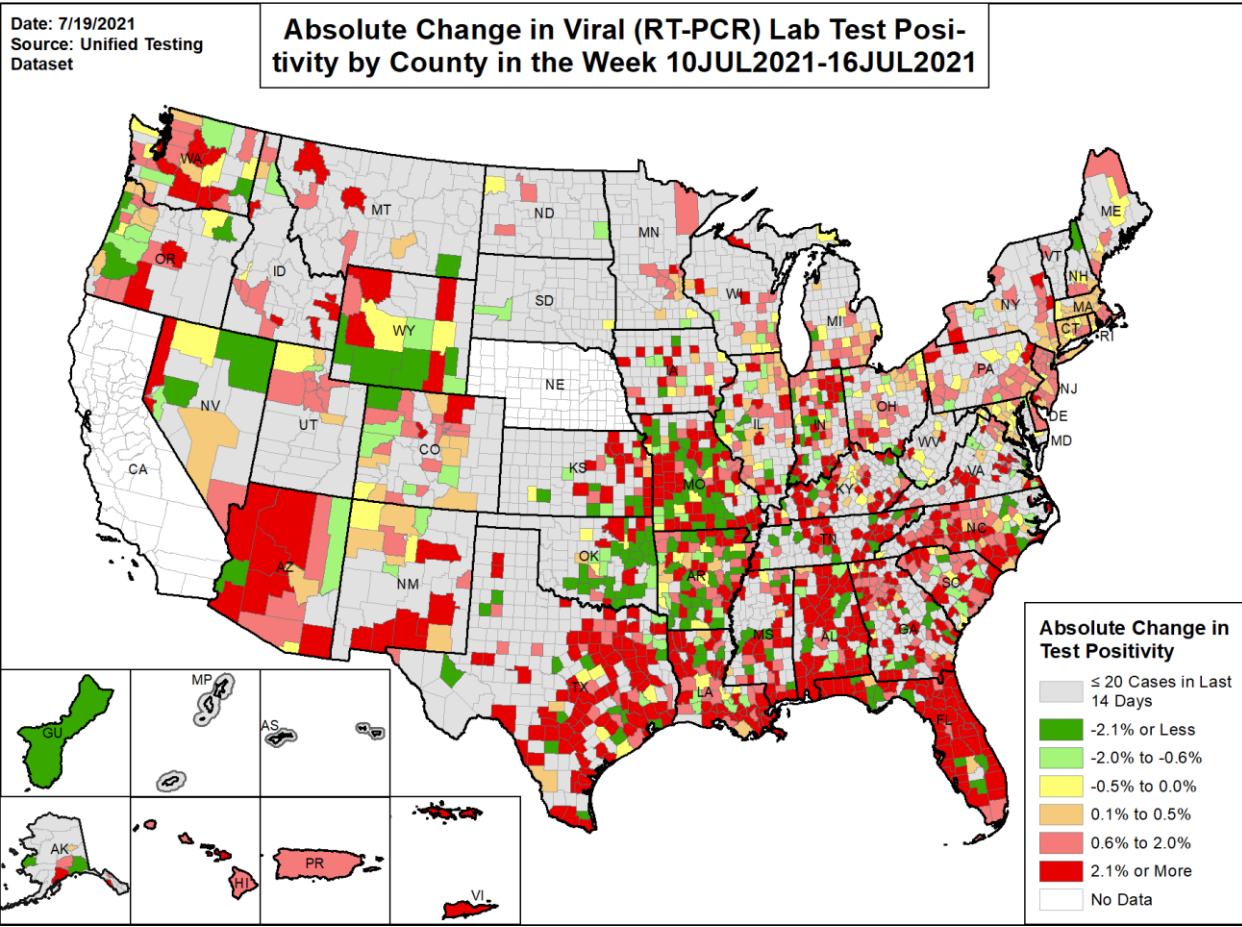 Date: 7/19/2021
Source: Unified Testing
Dataset
Absolute Change in Viral (RT-PCR) Lab Test Posi-
tivity by County in the Week 10JUL2021-16JUL2021
WA
MT
ND
MN
ME
OR
ID
SD
WI
MI
VT
NH
NY
MA
CT
RI
WY
NE
IA
PA
NJ
NV
UT
CO
IL
IN
OH
DE
MD
WV
VA
CA
KS
MO
KY
AZ
NM
OK
AR
TN
NC
SC
TX
LA
MS
AL
GA
FL
GU
MP
AS
AK
HI
PR
VI
Absolute Change in
Test Positivity
≤ 20 Cases in Last
14 Days
-2.1% or Less
-2.0% to -0.6%
-0.5% to 0.0%
0.1% to 0.5%
0.6% to 2.0%
2.1% or More
No Data